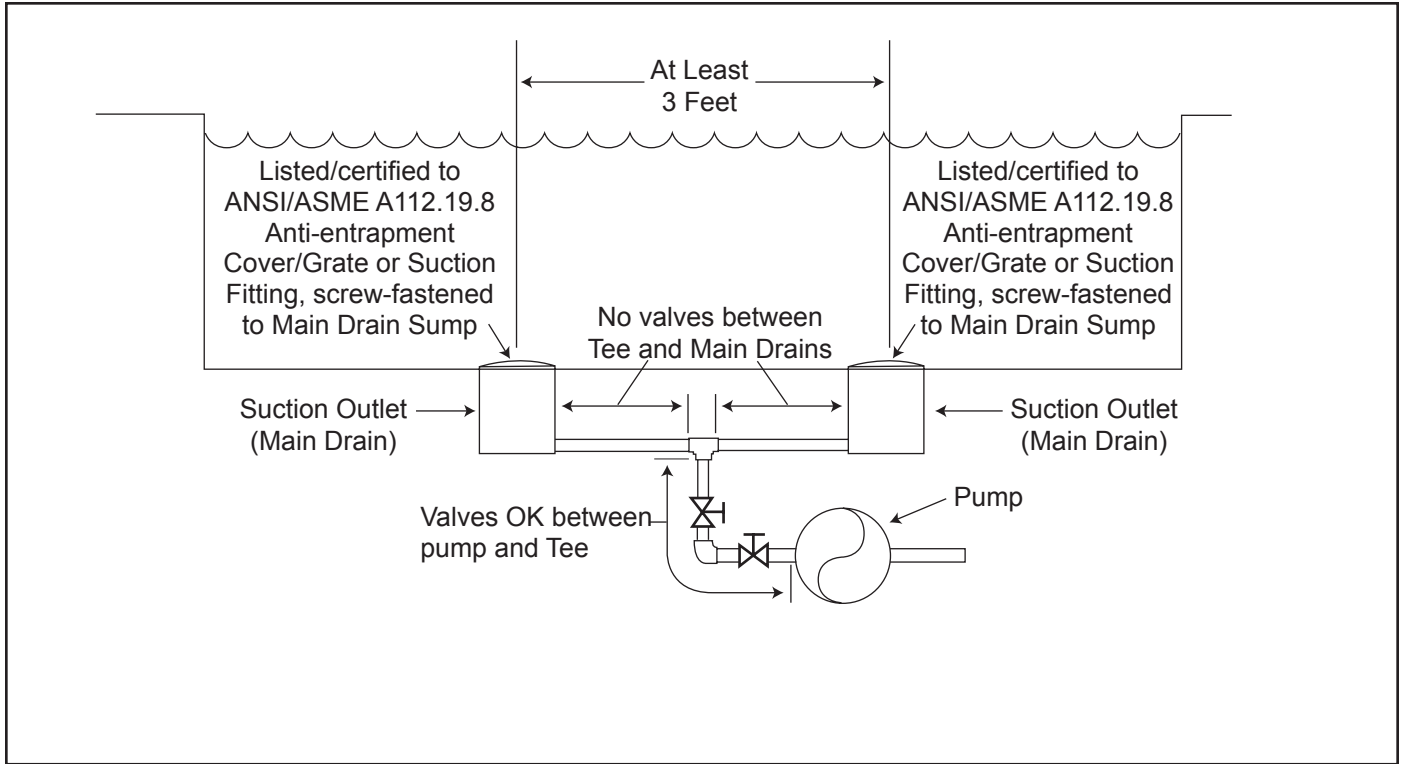 At Least
3 Feet
Listed/certified to
ANSI/ASME A112.19.8
Anti-entrapment
Cover/Grate or Suction
Fitting, screw-fastened
to Main Drain Sump
Listed/certified to
ANSI/ASME A112.19.8
Anti-entrapment
Cover/Grate or Suction
Fitting, screw-fastened
to Main Drain Sump
No valves between
Tee and Main Drains
Suction Outlet
(Main Drain)
Suction Outlet
(Main Drain)
Valves OK between
pump and Tee
Pump